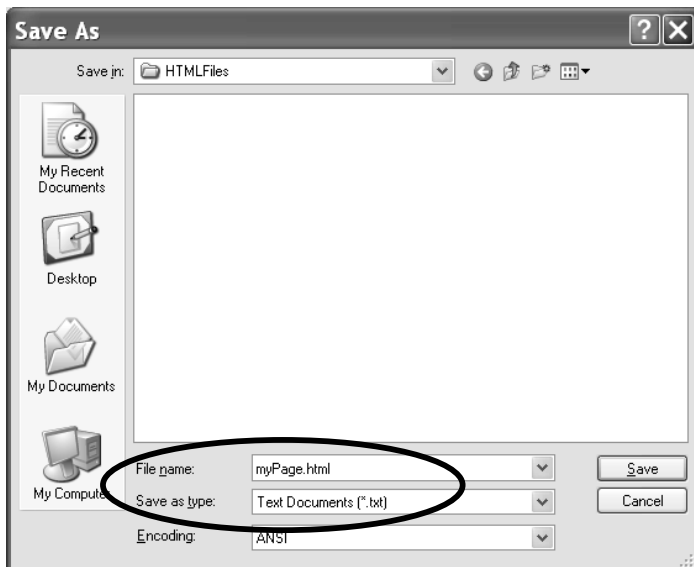 Save As
Save in: HTMLFiles
My Recent
Documents
Desktop
My Documents
My Computer
File name: myPage.html Save
Save as type: Text Documents (*.txt) Cancel
Encoding: ANSI